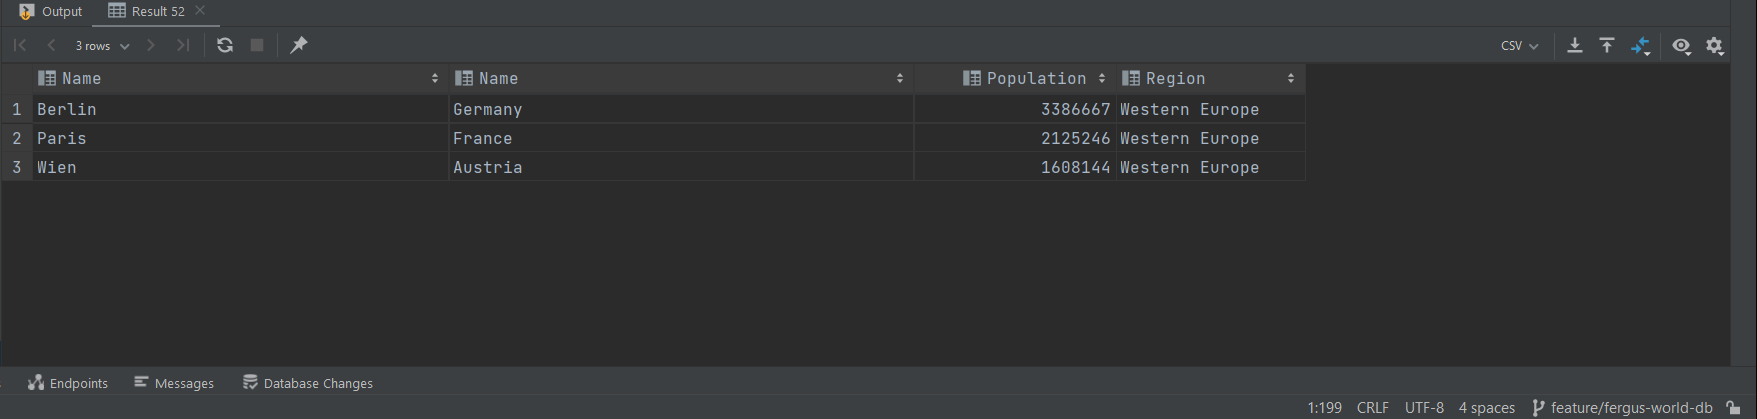 Output Result 52
3 rows CSV
Name Name Population Region
1 Berlin Germany 3386667 Western Europe
2 Paris France 2125246 Western Europe
3 Wien Austria 1608144 Western Europe
Endpoints Messages Database Changes
1:199 CRLF UTF-8 4 spaces feature/fergus-world-db